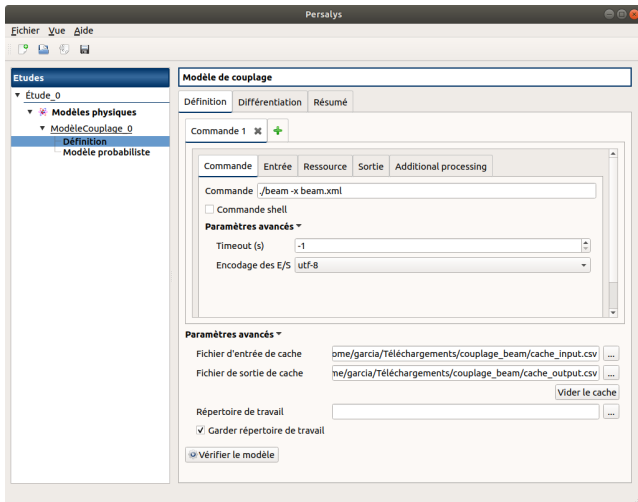 Persalys
Fichier Vue Aide
Etudes
Étude_0
Modèles physiques
ModèleCouplage_0
Définition
Modèle probabiliste
Modèle de couplage
Définition Différentiation Résumé
Commande 1
Commande Entrée Ressource Sortie Additional processing
Commande ./beam -x beam.xml
Commande shell
Paramètres avancés
Timeout (s) -1
Encodage des E/S utf-8
Paramètres avancés
Fichier d'entrée de cache ome/garcia/Téléchargements/couplage_beam/cache_input.csv ...
Fichier de sortie de cache me/garcia/Téléchargements/couplage_beam/cache_output.csv ...
Vider le cache
Répertoire de travail ...
Garder répertoire de travail
Vérifier le modèle